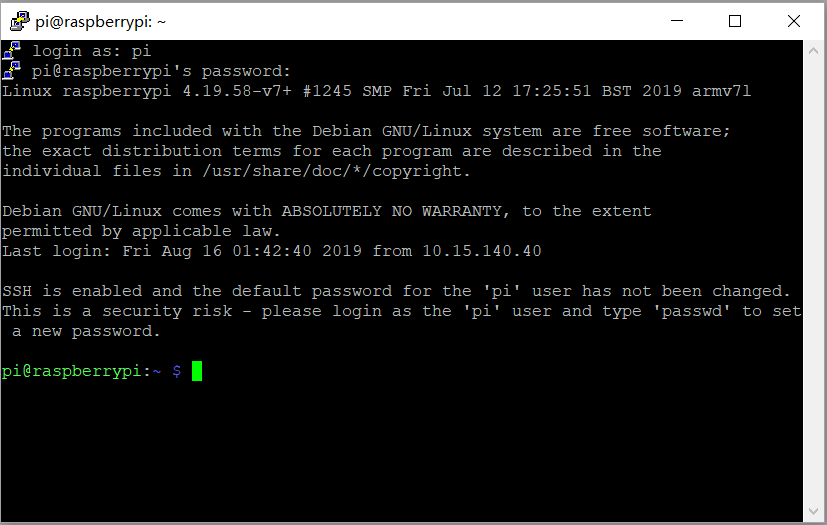 pi@raspberrypi: ~
login as: pi
pi@raspberrypi's password:
Linux raspberrypi 4.19.58-v7+ #1245 SMP Fri Jul 12 17:25:51 BST 2019 armv7l
The programs included with the Debian GNU/Linux system are free software;
the exact distribution terms for each program are described in the
individual files in /usr/share/doc/*/copyright.
Debian GNU/Linux comes with ABSOLUTELY NO WARRANTY, to the extent
permitted by applicable law.
Last login: Fri Aug 16 01:42:40 2019 from 10.15.140.40
SSH is enabled and the default password for the 'pi' user has not been changed.
This is a security risk - please login as the 'pi' user and type 'passwd' to set
a new password.
pi@raspberrypi:~ $